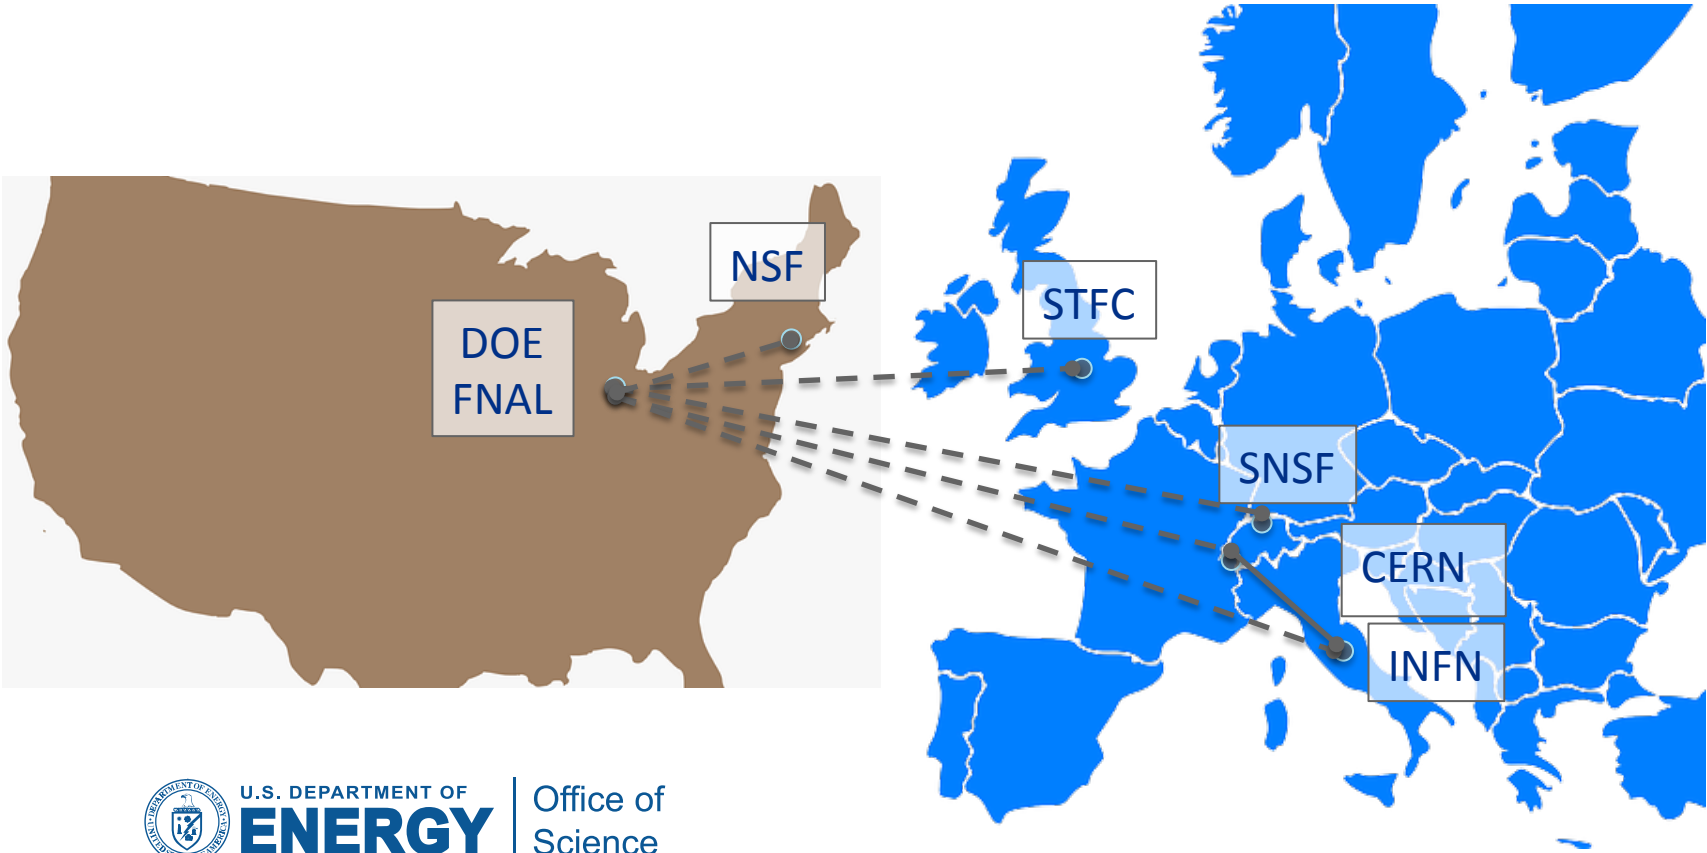 NSF
DOE
FNAL
STFC
SNSF
CERN
INFN
U.S. DEPARTMENT OF
ENERGY
Office of
Science